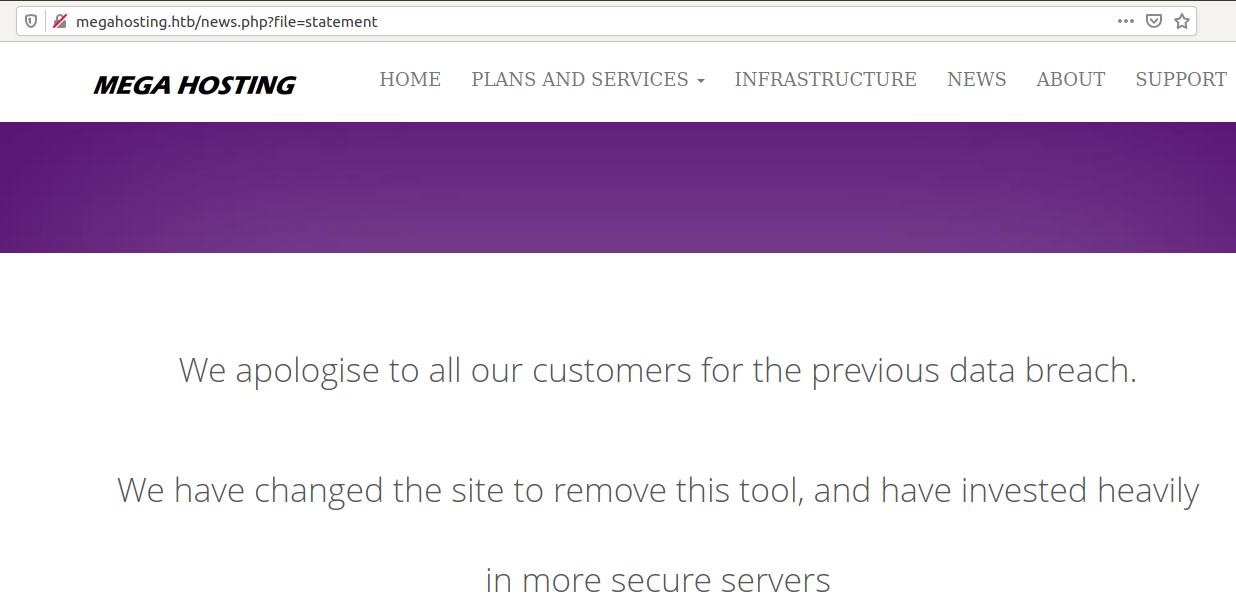 megahosting.htb/news.php?file=statement
MEGA HOSTING HOME PLANS AND SERVICES INFRASTRUCTURE NEWS ABOUT SUPPORT
We apologise to all our customers for the previous data breach.
We have changed the site to remove this tool, and have invested heavily
in more secure servers